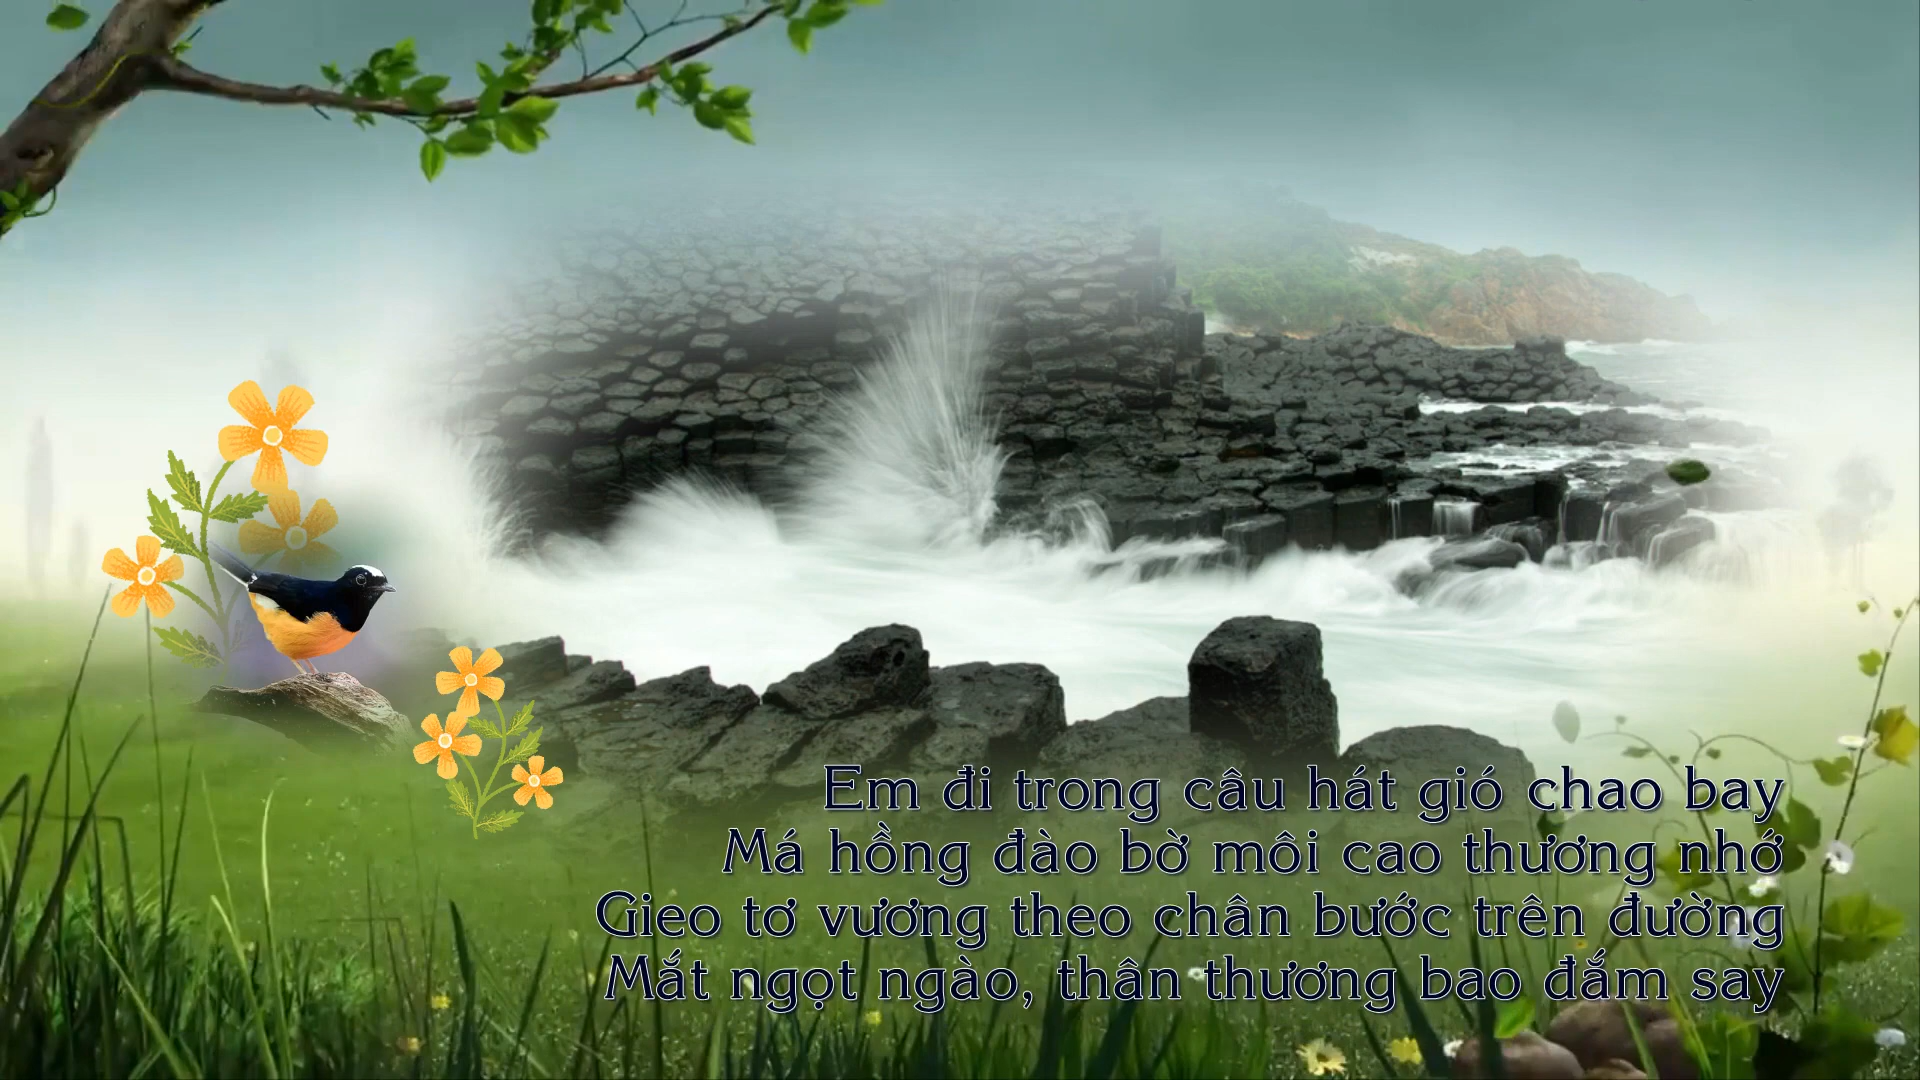 Em đi trong câu hát gió chao bay
Má hồng đào bờ môi cao thương nhớ
Gieo tơ vương theo chân bước trên đường
Mắt ngọt ngào, thân thương bao đắm say